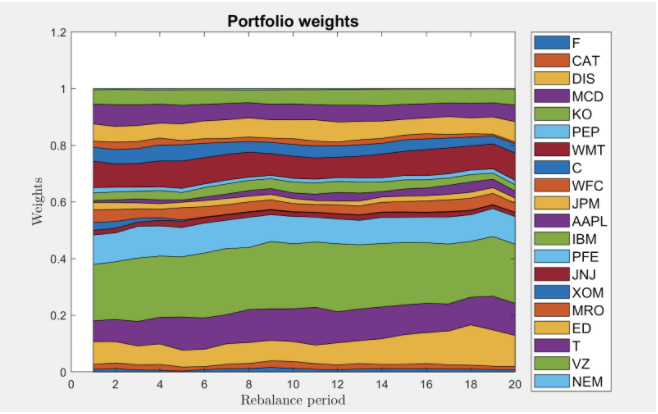 Portfolio weights
1.2
1
0.8
0.6
0.4
0.2
0
Weights
0 2 4 6 8 10 12 14 16 18 20
Rebalance period
F
CAT
DIS
MCD
KO
PEP
WMT
C
WFC
JPM
AAPL
IBM
PFE
JNJ
XOM
MRO
ED
T
VZ
NEM